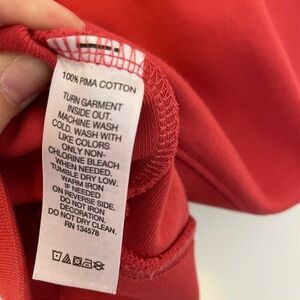 100% PIMA COTTON
TURN GARMENT
INSIDE OUT.
MACHINE WASH
COLD. WASH WITH
LIKE COLORS
ONLY NON-
CHLORINE BLEACH
WHEN NEEDED.
TUMBLE DRY LOW.
WARM IRON
IF NEEDED
ON REVERSE SIDE.
DO NOT IRON
DECORATION.
DO NOT DRY CLEAN.
RN 134578